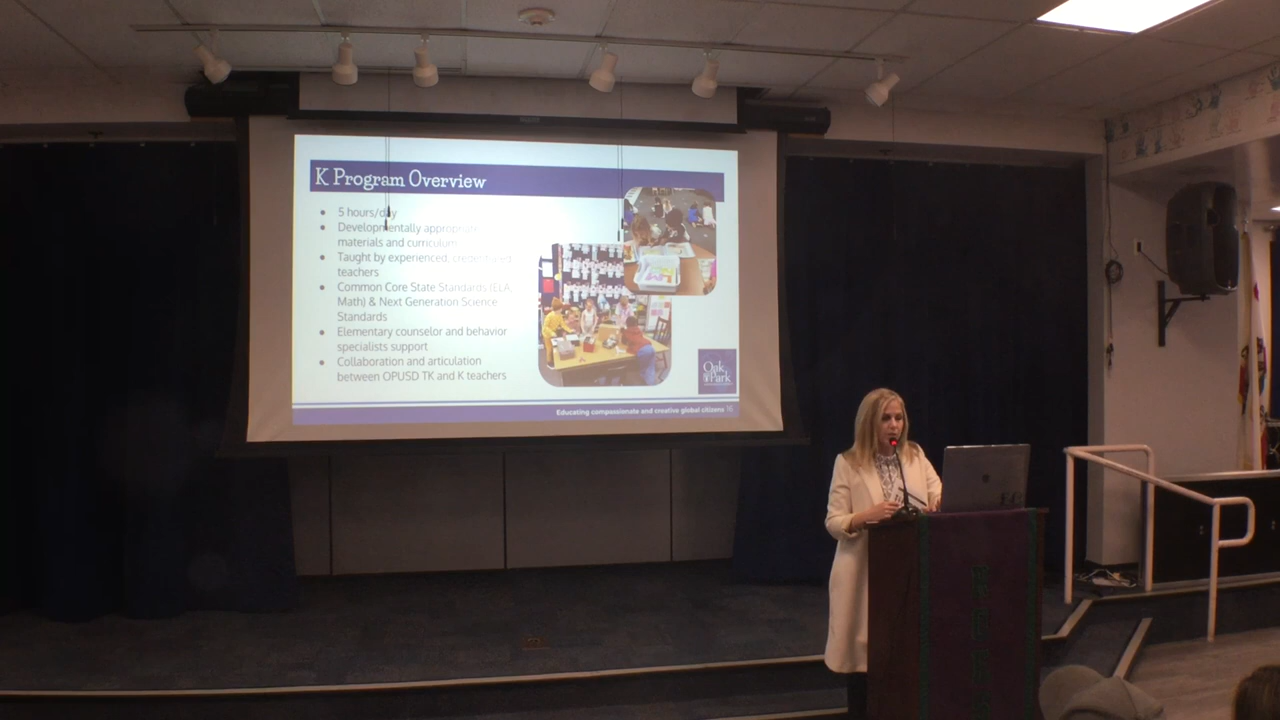 K Program Overview
5 hours/day
Developmentally appropriate
materials and curriculum
Taught by experienced, credentialed
teachers
Common Core State Standards (ELA,
Math) & Next Generation Science
Standards
Elementary counselor and behavior
specialists support
Collaboration and articulation
between OPUSD TK and K teachers
Oak
Park
Educating compassionate and creative global citizens 16